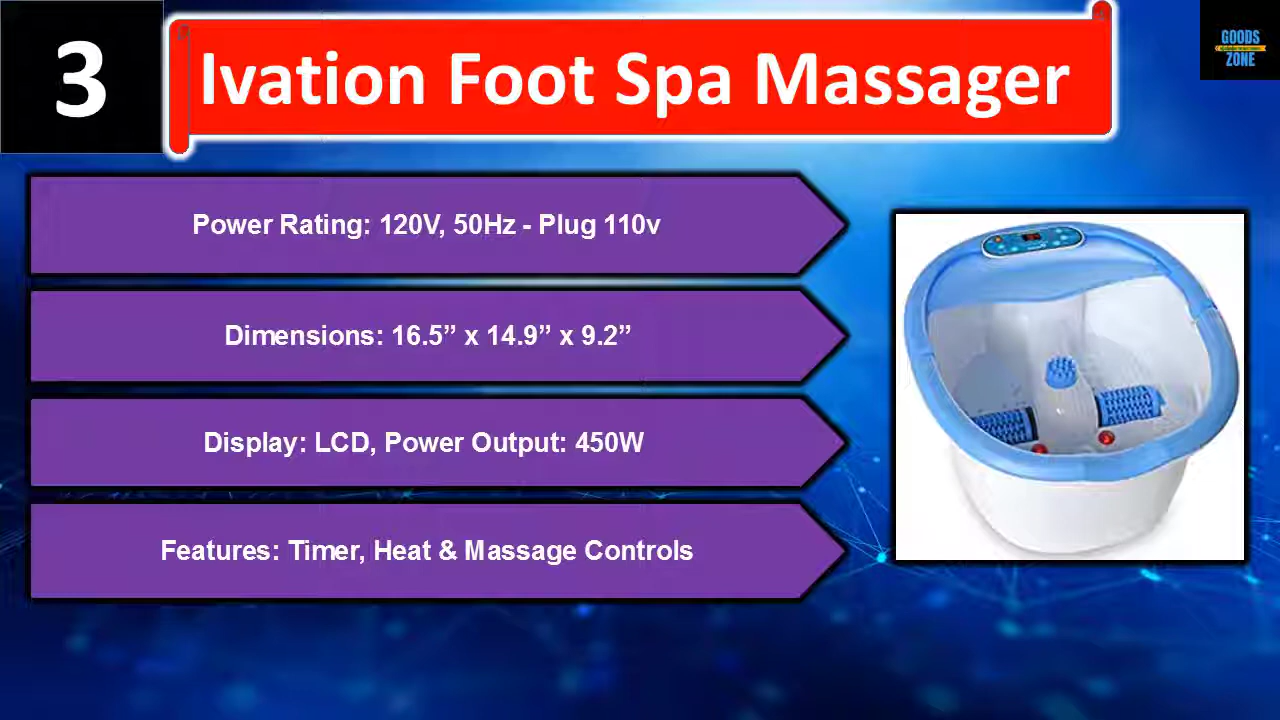 3
Ivation Foot Spa Massager
GOODS
ZONE
Power Rating: 120V, 50Hz - Plug 110v
Dimensions: 16.5” x 14.9” x 9.2”
Display: LCD, Power Output: 450W
Features: Timer, Heat & Massage Controls